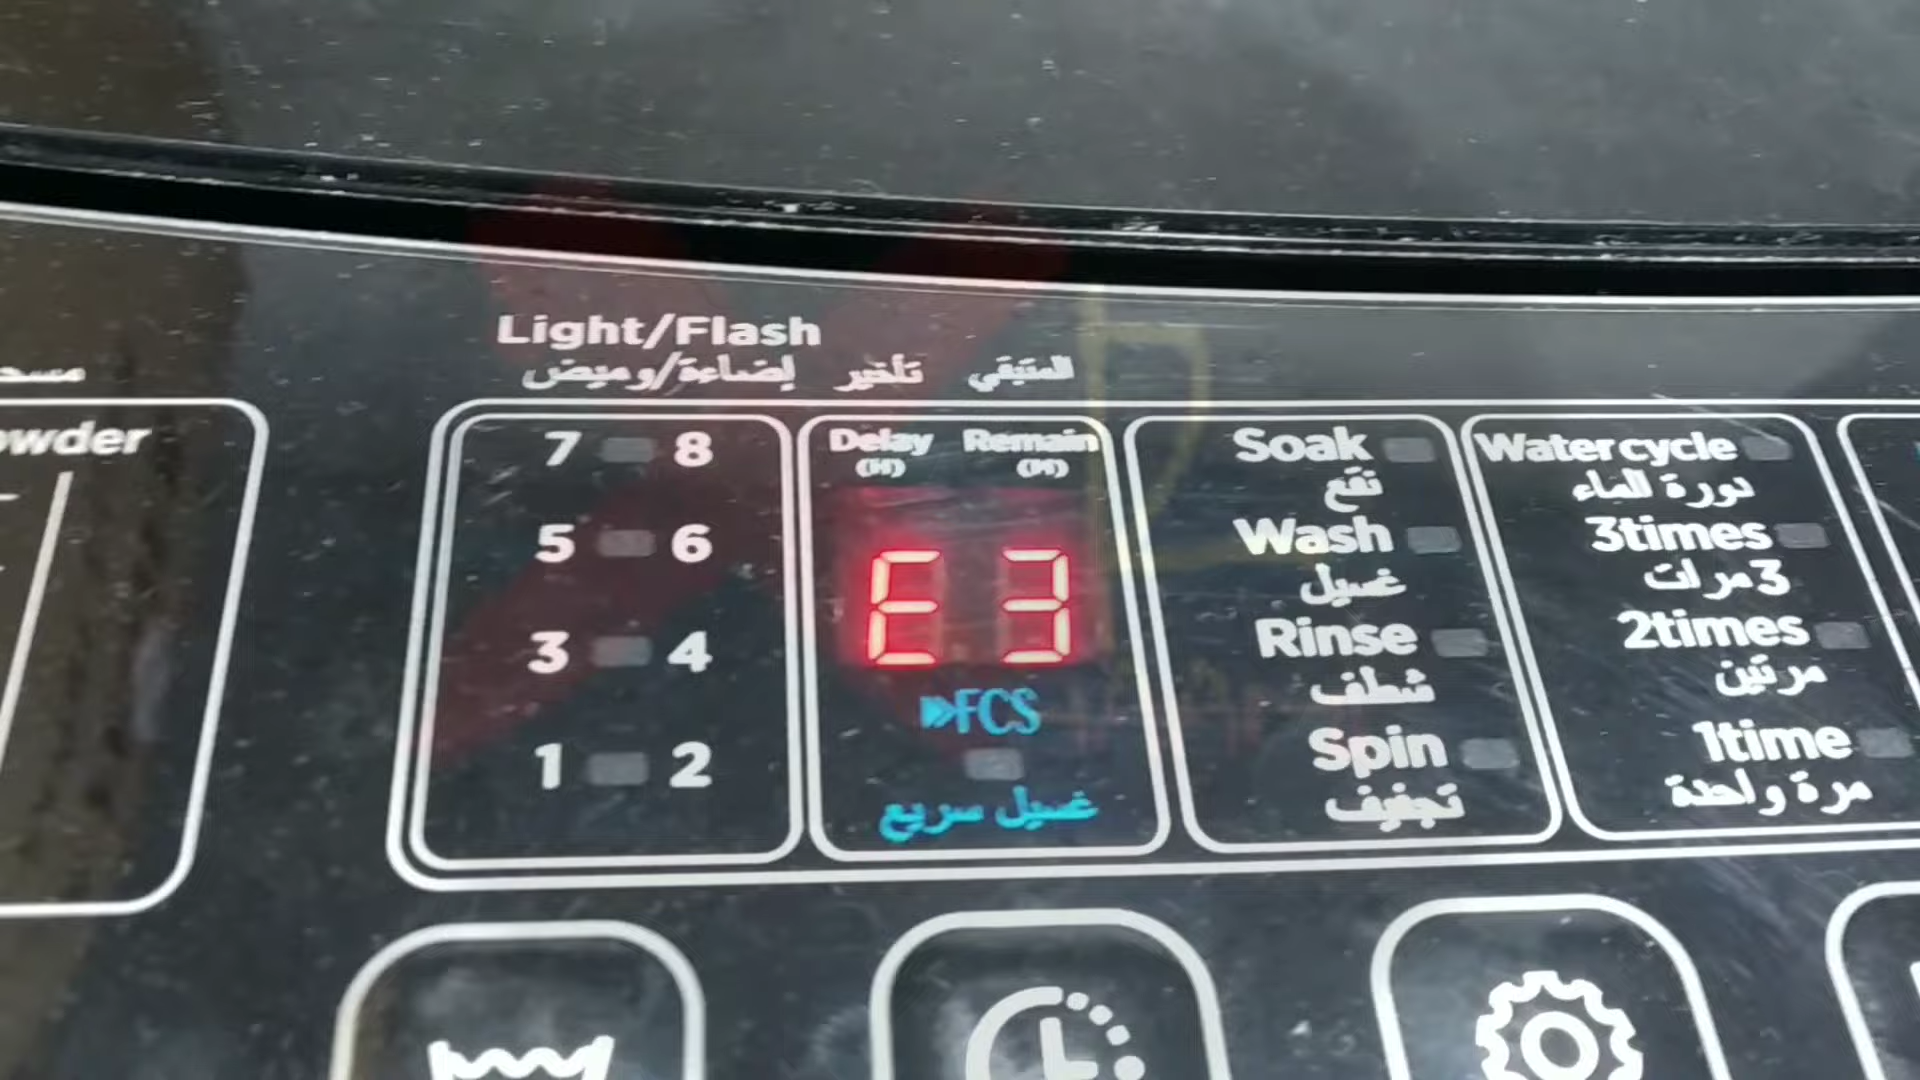 owder
Light/Flash
إضاءة/وميض
تأخير
المتبقي
7 8
5 6
3 4
1 2
Delay
(H)
Remain
(H)
E3
FCS
غسيل سريع
Soak
نقع
Wash
غسيل
Rinse
شطف
Spin
تجفيف
Water cycle
دورة الماء
3times
3مرات
2times
مرتين
1time
مرة واحدة